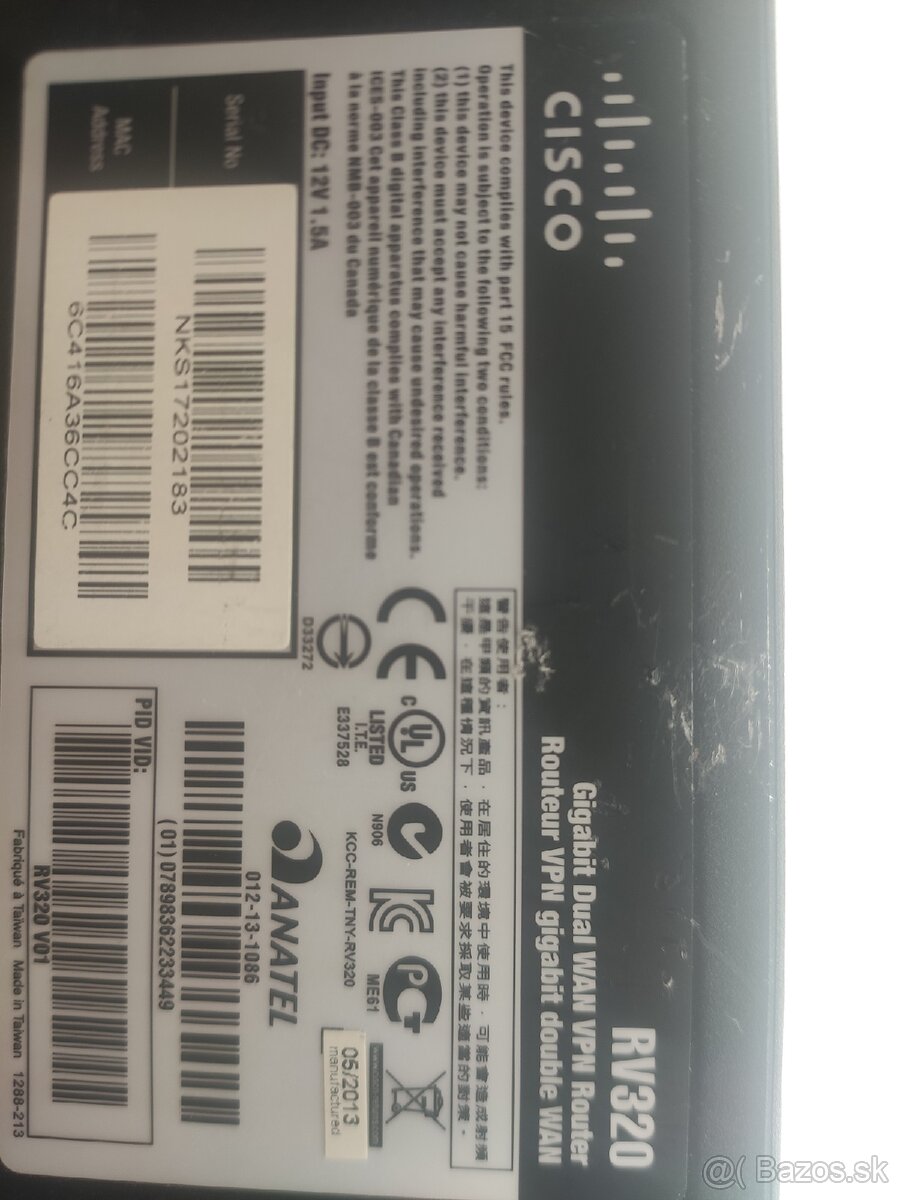 CISCO
RV320
Gigabit Dual WAN VPN Router
Routeur VPN gigabit double WAN
This device complies with part 15 FCC rules.
Operation is subject to the following two conditions:
(1) this device may not cause harmful interference.
(2) this device must accept any interference received
including interference that may cause undesired operations.
This Class B digital apparatus complies with Canadian
ICES-003 Cet appareil numérique de la classe B est conforme
à la norme NMB-003 du Canada
Input DC: 12V 1.5A
Serial No
NKS17202183
MAC
Address
6C416A36CC4C
警告使用者:
這是甲類的資訊產品,在居住的環境中使用時,可能會造成射頻
干擾,在這種情況下,使用者會被要求採取某些適當的對策。
CE
D33272
C UL US
LISTED
I.T.E.
E337528
N906
KCC-REM-TNY-RV320
ME61
05/2013
manufactured
ANATEL
012-13-1086
(01)07898362233449
PID VID:
RV320 V01
Fabriqué à Taïwan Made in Taiwan 1288-213
@( Bazos.sk